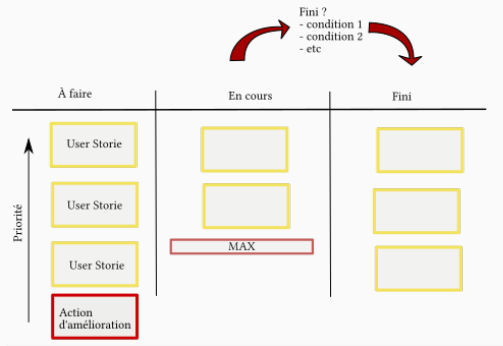 Fini ?
- condition 1
- condition 2
- etc
À faire
En cours
Fini
Priorité
User Storie
User Storie
MAX
User Storie
Action
d'amélioration